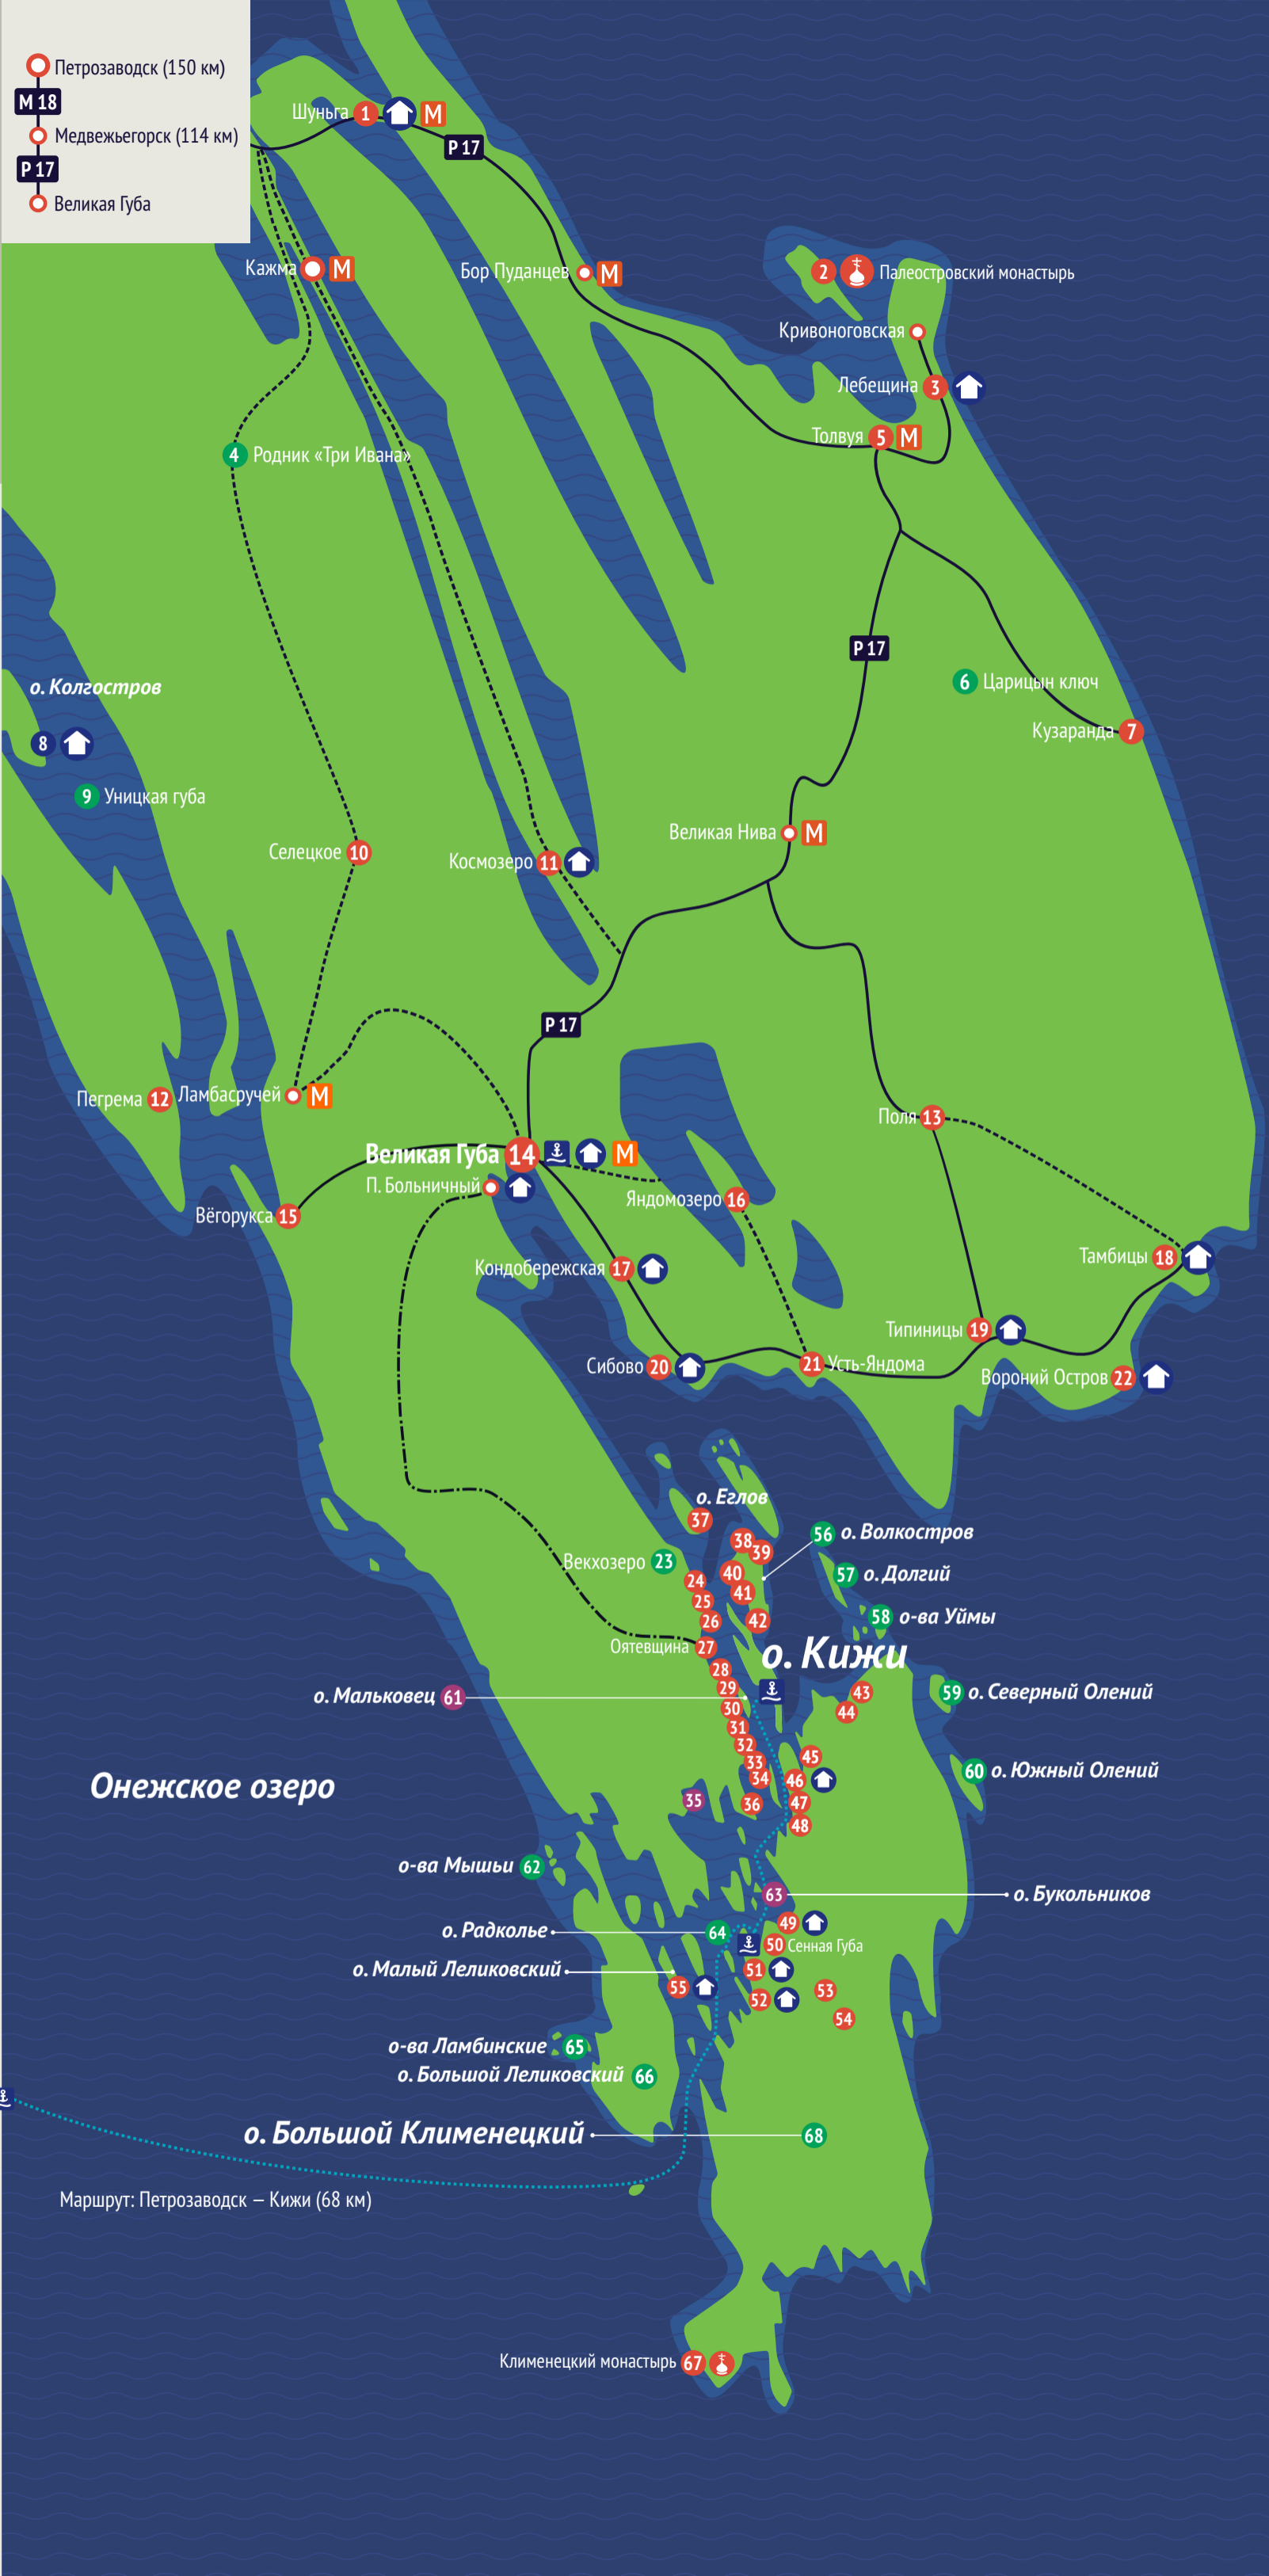 Петрозаводск (150 км)
М 18
Медвежьегорск (114 км)
Р 17
Великая Губа
Шуньга 1 М
Р 17
Кажма М
Бор Пуданцев М
2 Палеостровский монастырь
Кривоноговская
Лебещина 3
Толвуя 5 М
4 Родник «Три Ивана»
Р 17
6 Царицын ключ
о. Колгостров
Кузаранда 7
8
9 Уницкая губа
Великая Нива М
Селецкое 10
Космозеро 11
Р 17
Пегрема 12
Ламбасручей М
Поля 13
Великая Губа 14 М
П. Больничный
Яндомозеро 16
Вёгорукса 15
Тамбицы 18
Кондобережская 17
Типиницы 19
Сибово 20
21 Усть-Яндома
Вороний Остров 22
о. Еглов
37
38
39
56 о. Волкостров
Векхозеро 23
40
57 о. Долгий
24
41
25
26
42
58 о-ва Уймы
Оятевщина 27
о. Кижи
28
29
о. Мальковец 61
43
59 о. Северный Олений
30
44
31
32
45
33
Онежское озеро
34
46
60 о. Южный Олений
35
36
47
48
о-ва Мышьи 62
63 о. Букольников
49
о. Радколье 64
50 Сенная Губа
о. Малый Леликовский
51
55
52
53
54
о-ва Ламбинские 65
о. Большой Леликовский 66
о. Большой Клименецкий 68
Маршрут: Петрозаводск — Кижи (68 км)
Клименецкий монастырь 67